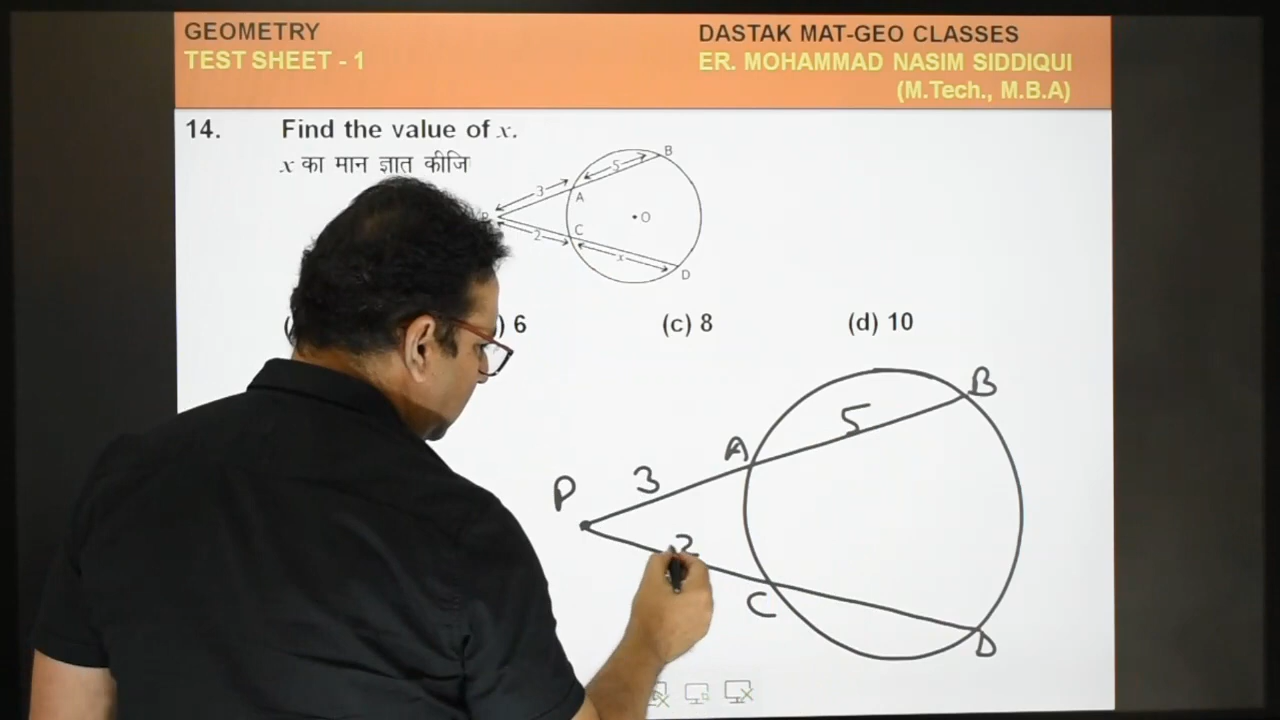 GEOMETRY
TEST SHEET - 1
DASTAK MAT-GEO CLASSES
ER. MOHAMMAD NASIM SIDDIQUI
(M.Tech., M.B.A)
14. Find the value of x.
x का मान ज्ञात कीजि
B
5
3
A
P
O
C
2
x
D
) 6 (c) 8 (d) 10
B
5
A
3
P
2
C
D